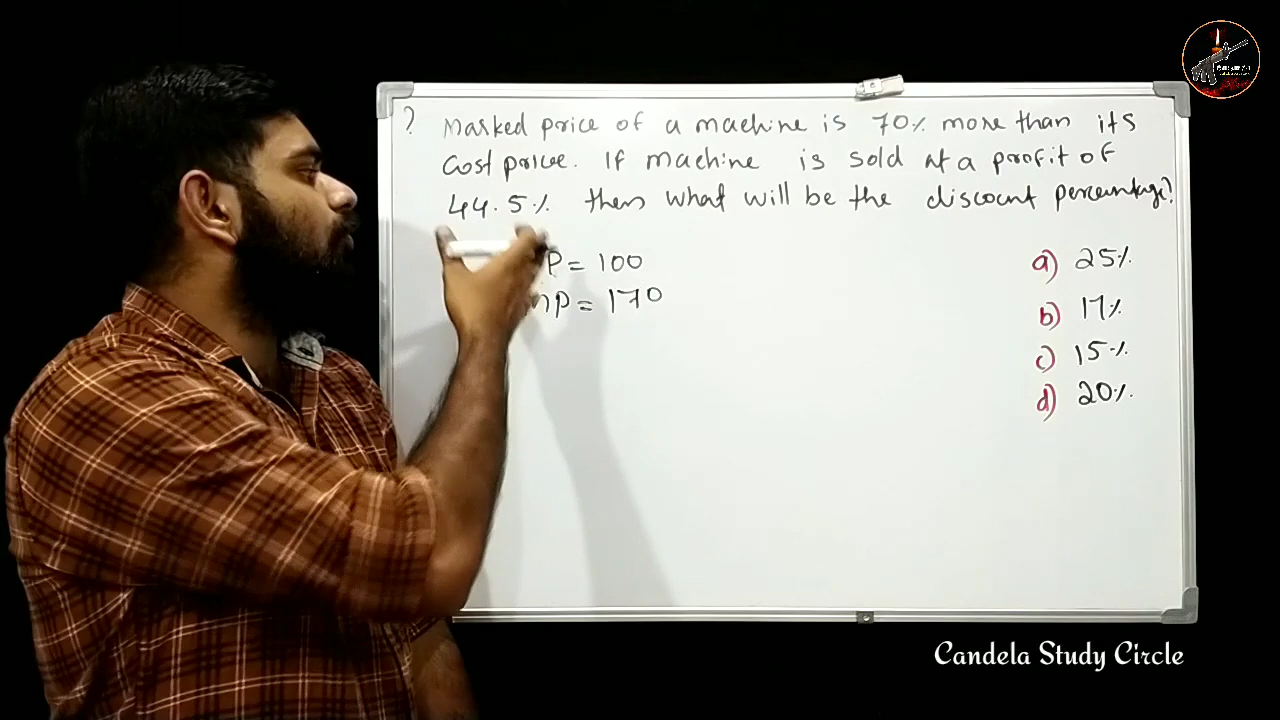 ? Marked price of a machine is 70% more than its
cost price. If machine is sold at a profit of
44.5% then what will be the discount percentage?
P = 100
mp = 170
a) 25%
b) 17%
c) 15%
d) 20%
Candela Study Circle